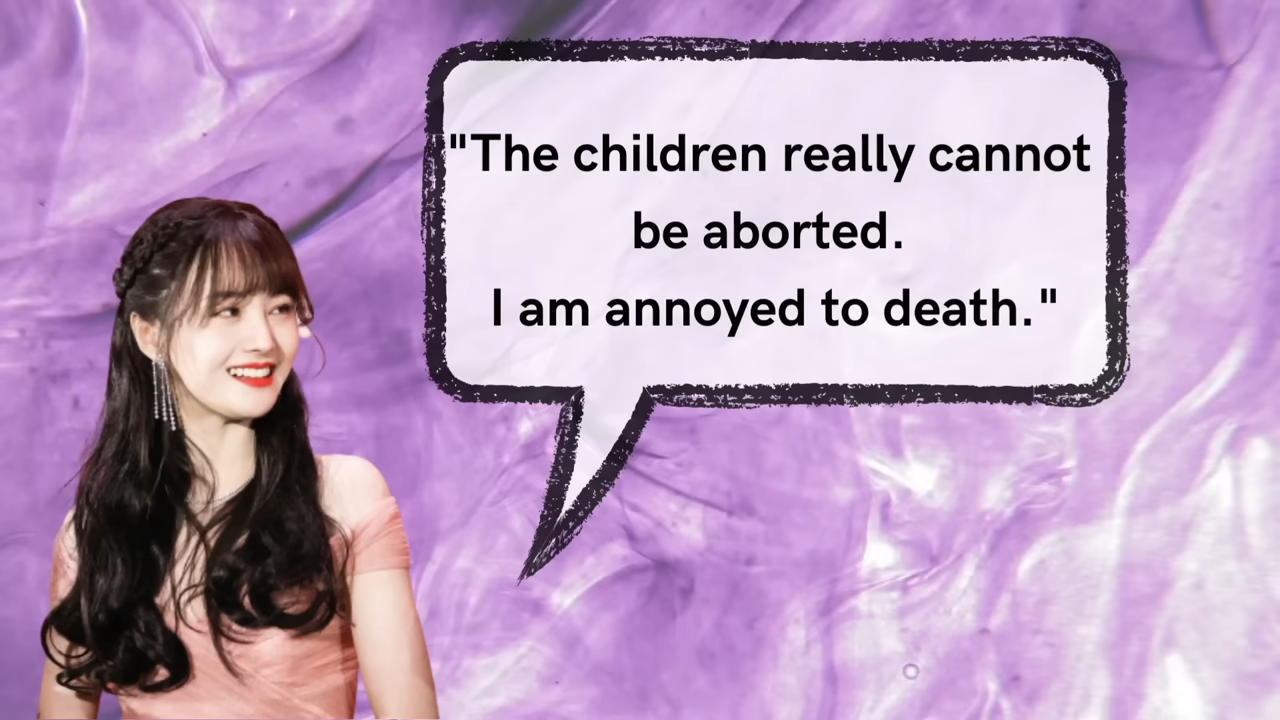 "The children really cannot
be aborted.
I am annoyed to death."